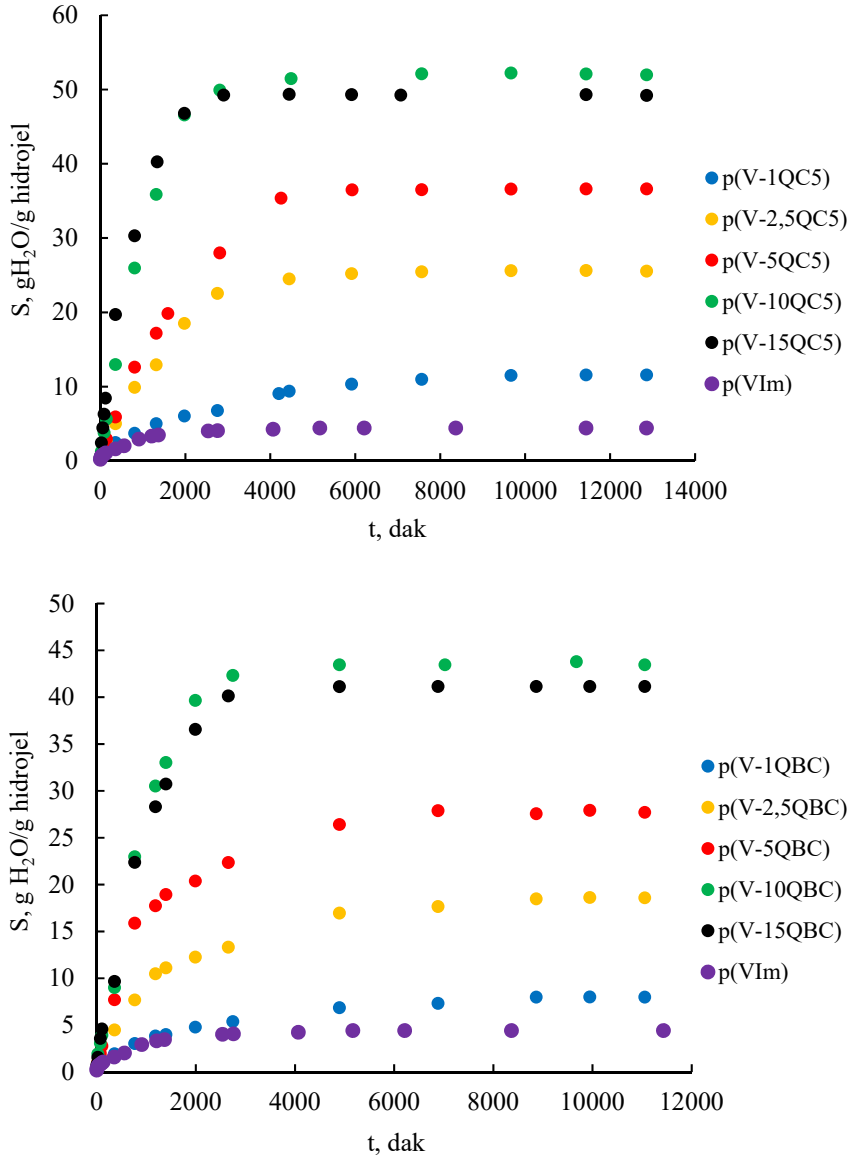 60
50
40
30
20
10
0
0 2000 4000 6000 8000 10000 12000 14000
S, gH₂O/g hidrojel
t, dak
p(V-1QC5)
p(V-2,5QC5)
p(V-5QC5)
p(V-10QC5)
p(V-15QC5)
p(VIm)
50
45
40
35
30
25
20
15
10
5
0
0 2000 4000 6000 8000 10000 12000
S, g H₂O/g hidrojel
t, dak
p(V-1QBC)
p(V-2,5QBC)
p(V-5QBC)
p(V-10QBC)
p(V-15QBC)
p(VIm)